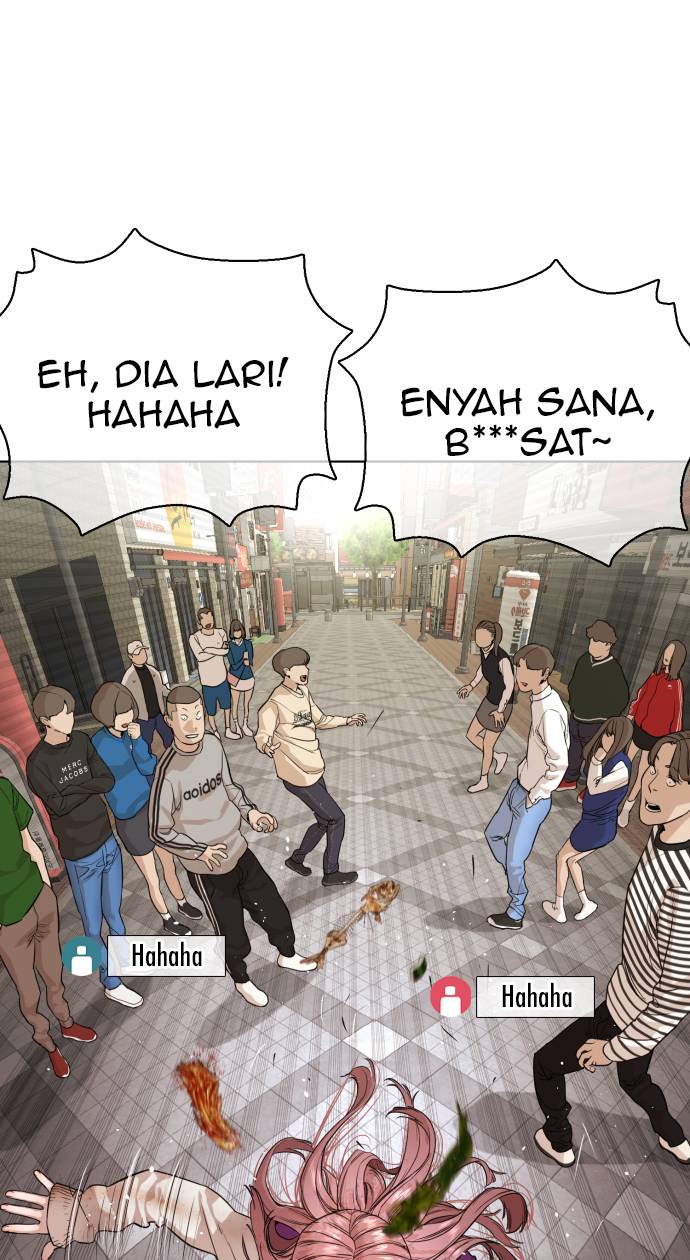 EH, DIA LARI!
HAHAHA
ENYAH SANA,
B***SAT~
MERC
JACOBS
aoidos
Hahaha
Hahaha